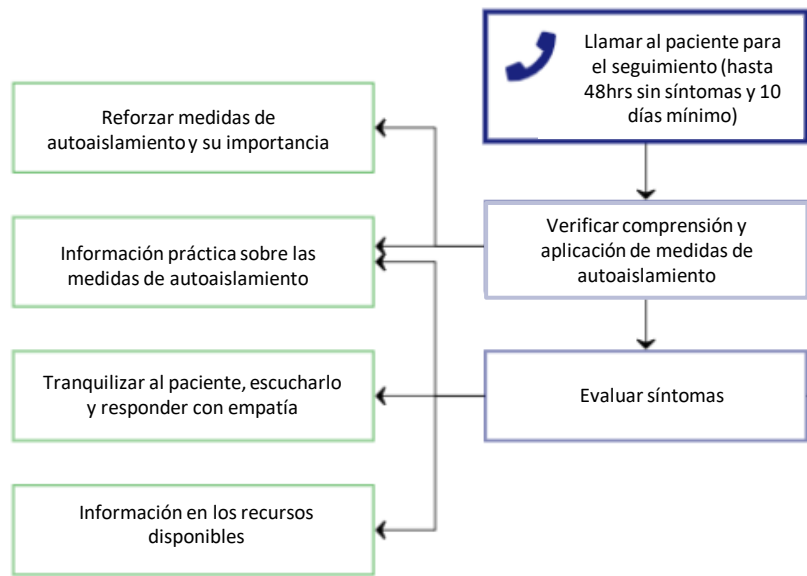 Llamar al paciente para
el seguimiento (hasta
48hrs sin síntomas y 10
días mínimo)
Reforzar medidas de
autoaislamiento y su importancia
Verificar comprensión y
aplicación de medidas de
autoaislamiento
Información práctica sobre las
medidas de autoaislamiento
Tranquilizar al paciente, escucharlo
y responder con empatía
Evaluar síntomas
Información en los recursos
disponibles